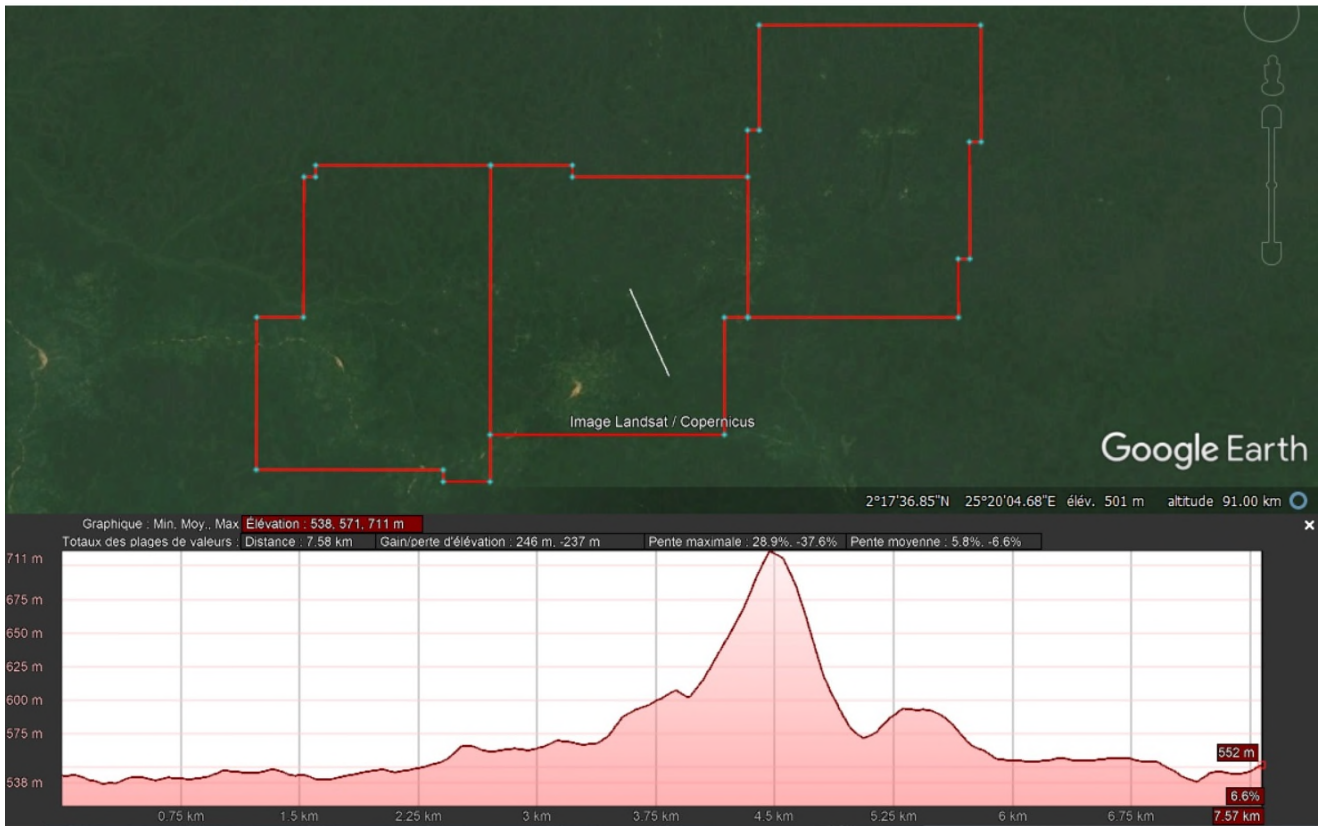 Image Landsat / Copernicus
Google Earth
2°17'36.85"N 25°20'04.68"E élév. 501 m altitude 91.00 km
Graphique : Min. Moy., Max. Élévation : 538, 571, 711 m
Totaux des plages de valeurs : Distance : 7.58 km Gain/perte d'élévation : 246 m. -237 m Pente maximale : 28.9%. -37.6% Pente moyenne : 5.8%. -6.6%
711 m
675 m
650 m
625 m
600 m
575 m
552 m
538 m
6.6%
0.75 km 1.5 km 2.25 km 3 km 3.75 km 4.5 km 5.25 km 6 km 6.75 km 7.57 km